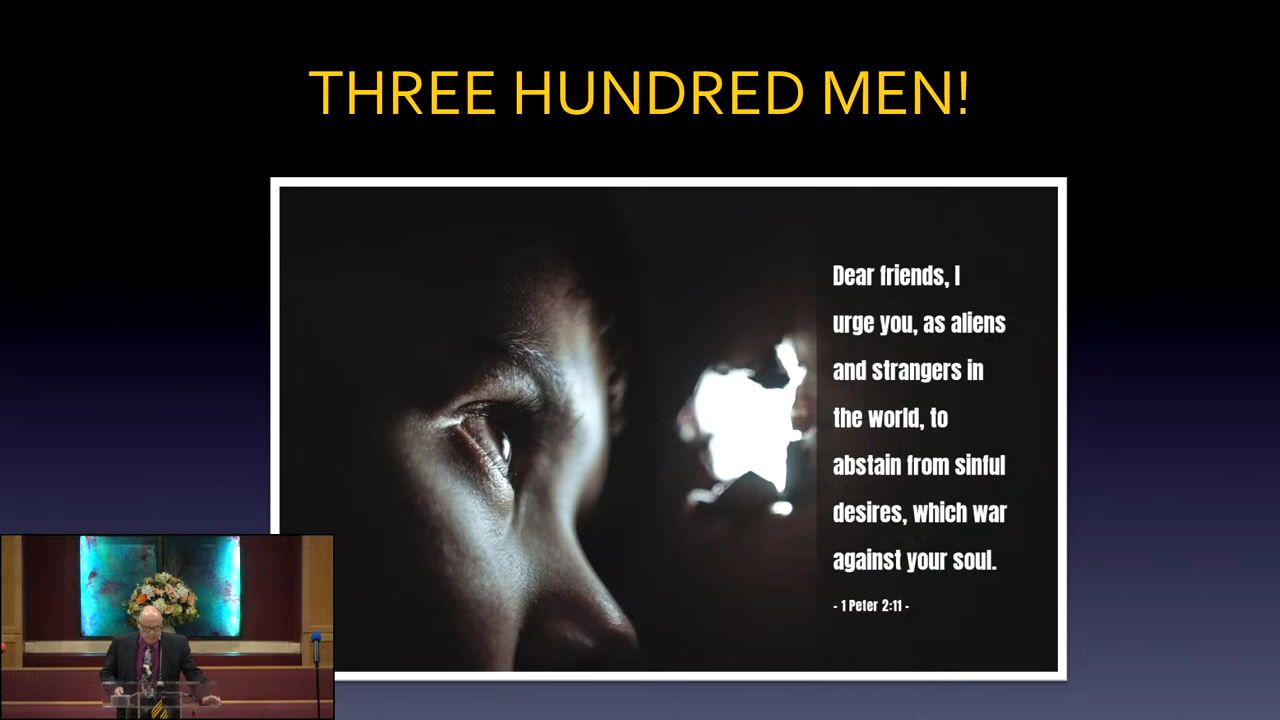 THREE HUNDRED MEN!
Dear friends, I
urge you, as aliens
and strangers in
the world, to
abstain from sinful
desires, which war
against your soul.
- 1 Peter 2:11 -